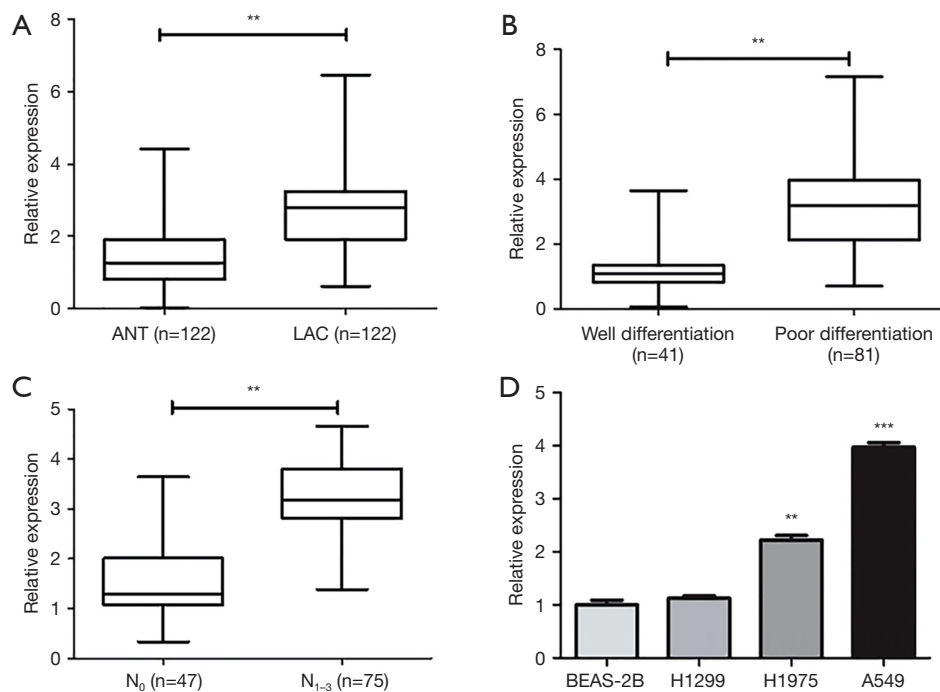 A
**
8
6
4
2
0
Relative expression
ANT (n=122)
LAC (n=122)
B
**
8
6
4
2
0
Relative expression
Well differentiation
(n=41)
Poor differentiation
(n=81)
C
**
5
4
3
2
1
0
Relative expression
N₀ (n=47)
N₁₋₃ (n=75)
D
5
4
3
2
1
0
Relative expression
**
***
BEAS-2B
H1299
H1975
A549